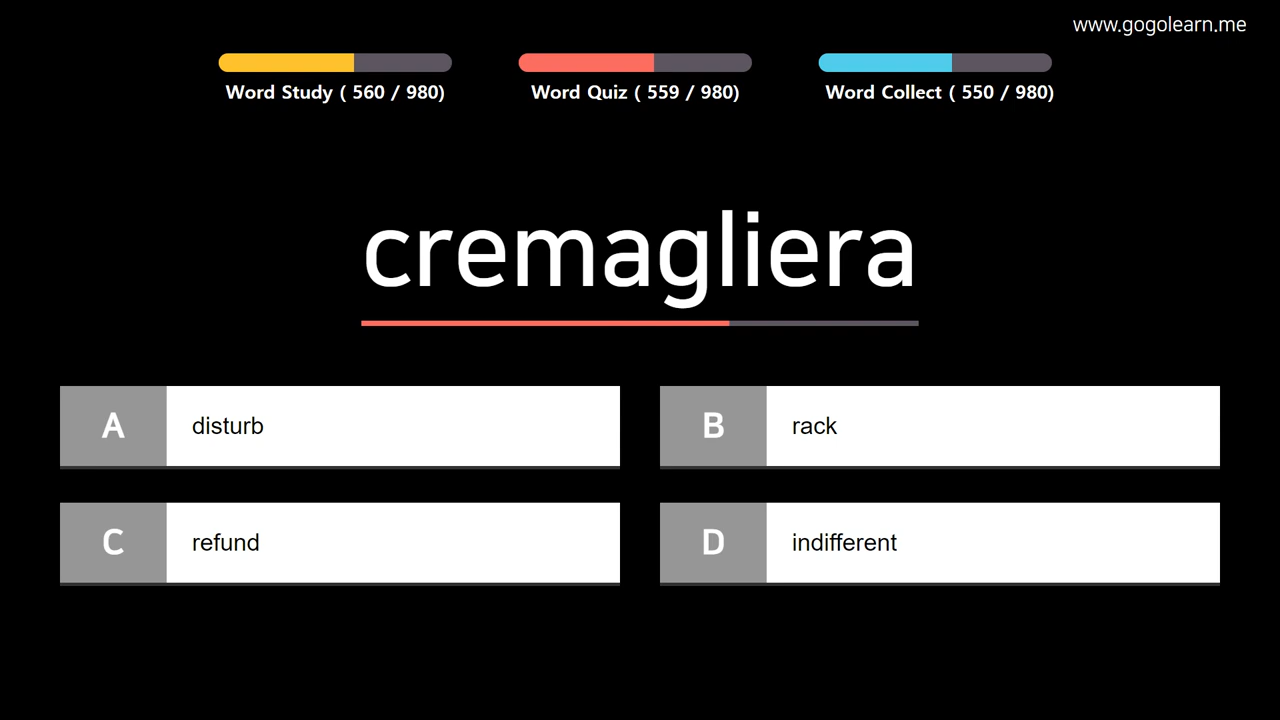 www.gogolearn.me
Word Study ( 560 / 980)
Word Quiz ( 559 / 980)
Word Collect ( 550 / 980)
cremagliera
A disturb
B rack
C refund
D indifferent